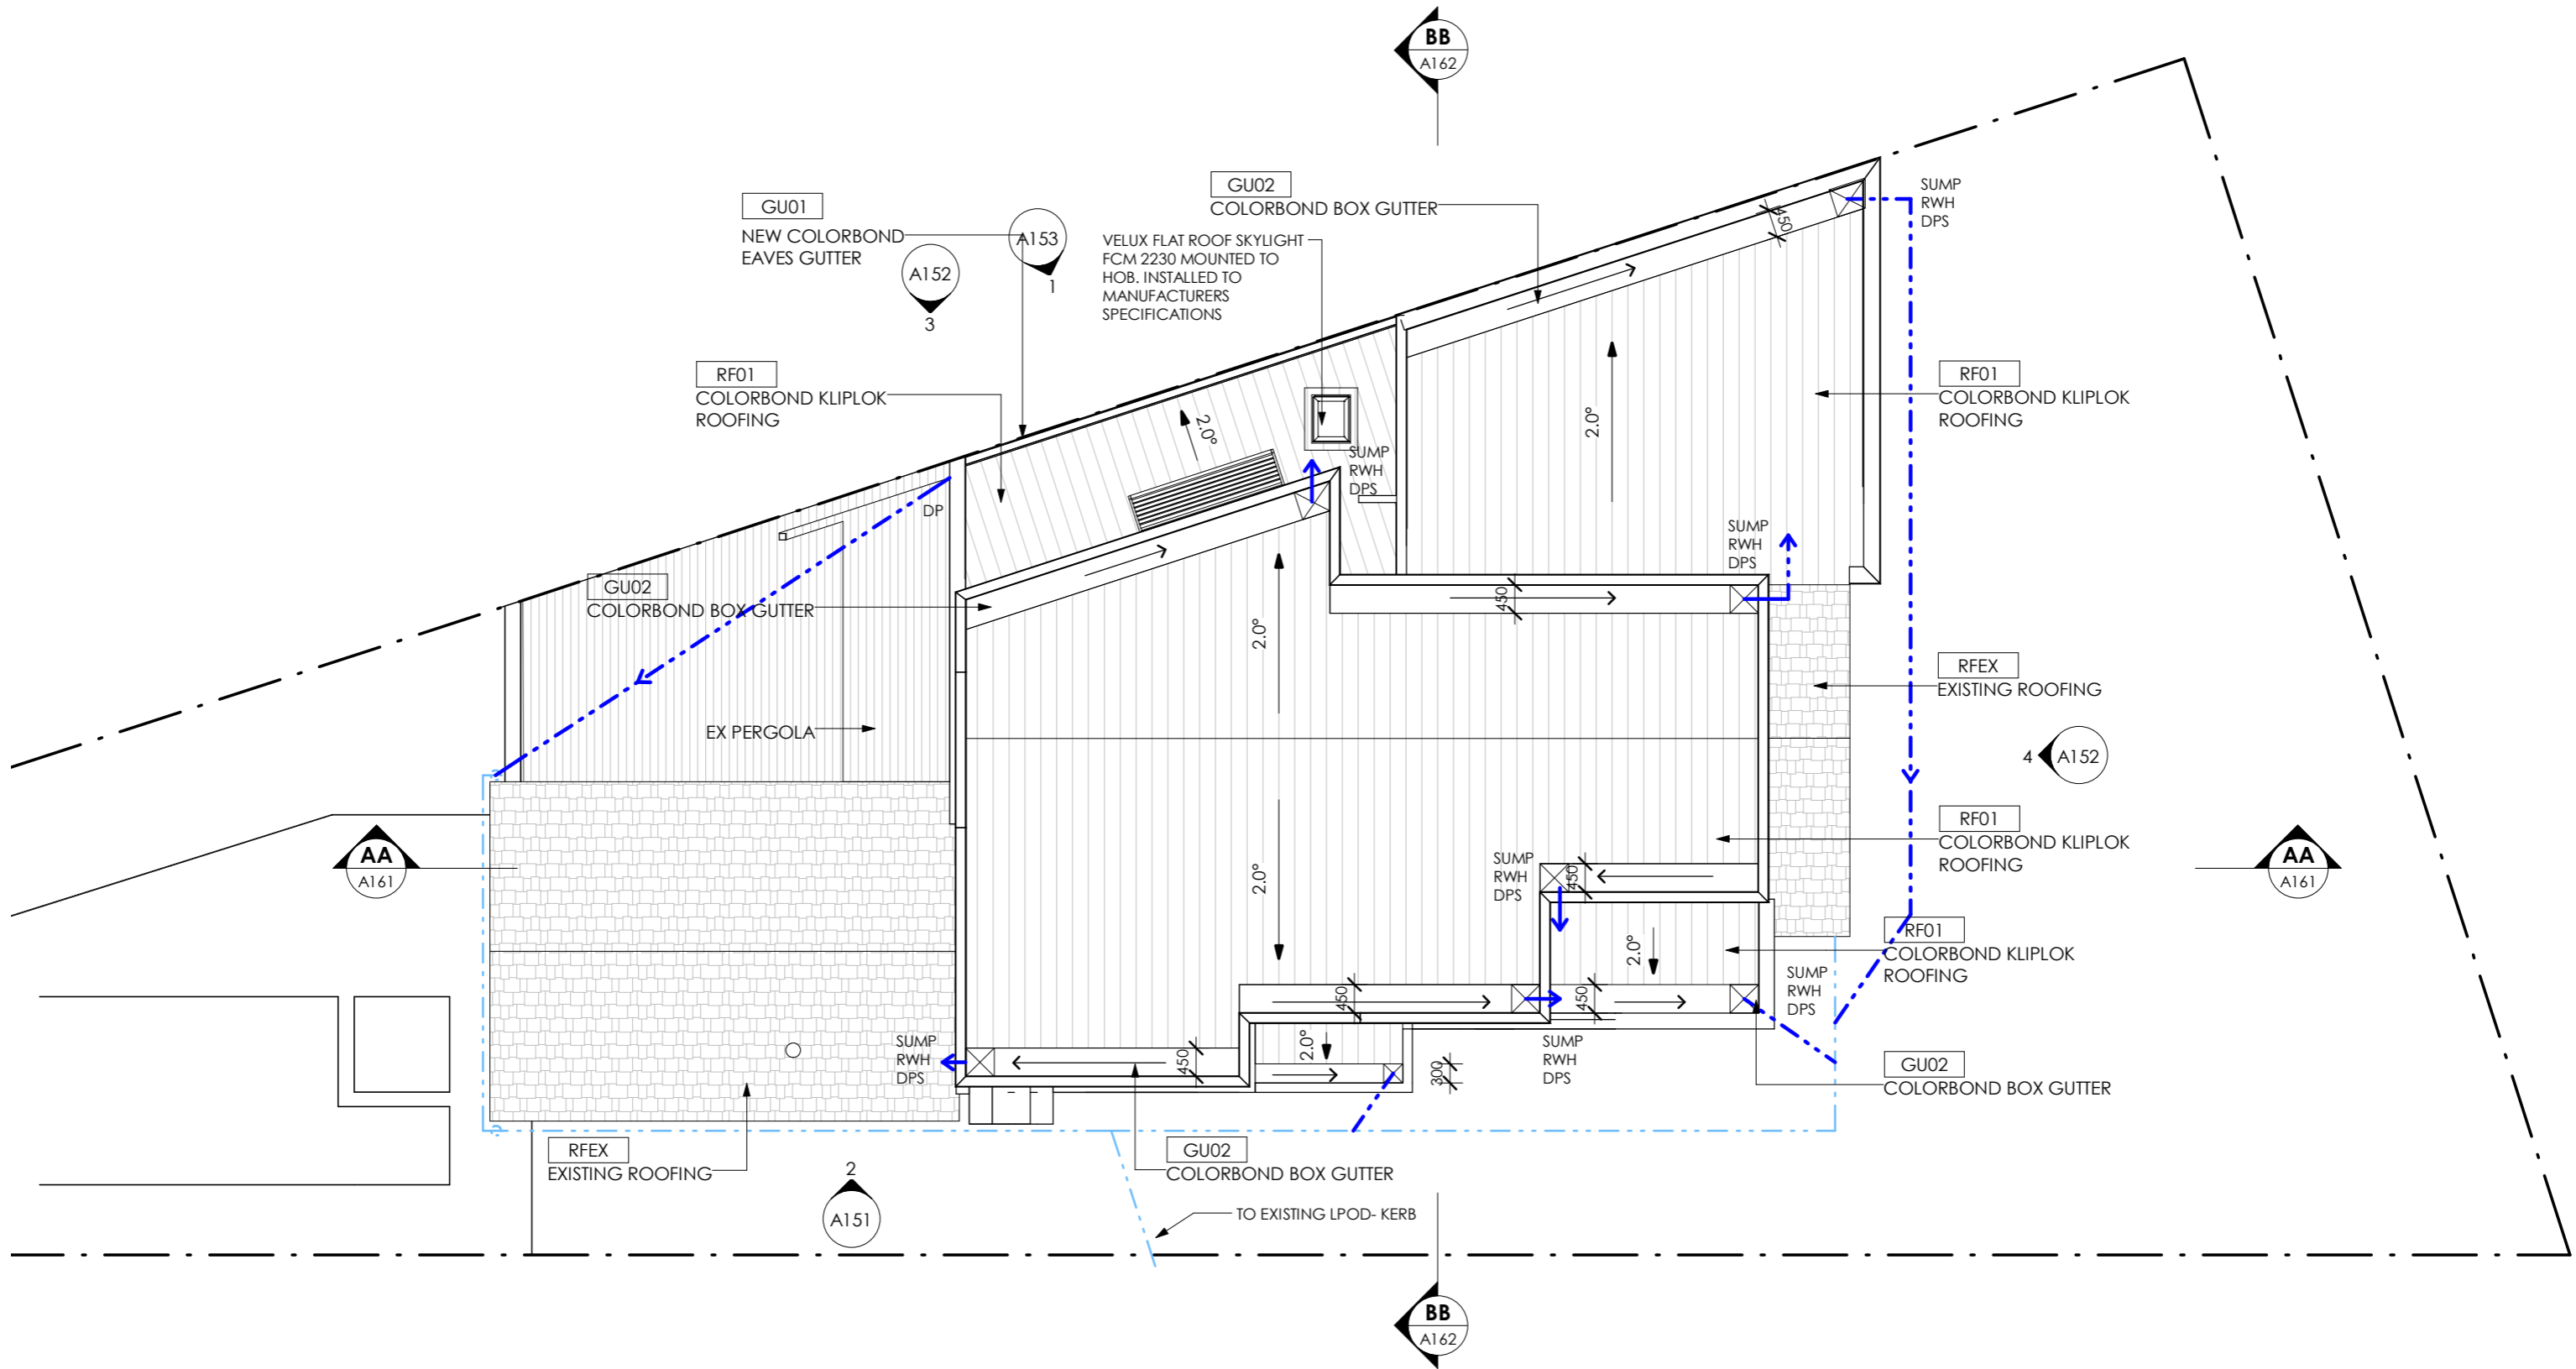 BB
A162
GU01
NEW COLORBOND
EAVES GUTTER
A152
3
A153
1
GU02
COLORBOND BOX GUTTER
VELUX FLAT ROOF SKYLIGHT
FCM 2230 MOUNTED TO
HOB. INSTALLED TO
MANUFACTURERS
SPECIFICATIONS
450
SUMP
RWH
DPS
RF01
COLORBOND KLIPLOK
ROOFING
2.0°
2.0°
RF01
COLORBOND KLIPLOK
ROOFING
SUMP
RWH
DPS
DP
SUMP
RWH
DPS
GU02
COLORBOND BOX GUTTER
2.0°
450
RFEX
EXISTING ROOFING
EX PERGOLA
4
A152
AA
A161
2.0°
SUMP
RWH
DPS
450
RF01
COLORBOND KLIPLOK
ROOFING
AA
A161
2.0°
RF01
COLORBOND KLIPLOK
ROOFING
450
450
SUMP
RWH
DPS
SUMP
RWH
DPS
450
2.0°
300
SUMP
RWH
DPS
GU02
COLORBOND BOX GUTTER
RFEX
EXISTING ROOFING
2
A151
GU02
COLORBOND BOX GUTTER
TO EXISTING LPOD- KERB
BB
A162